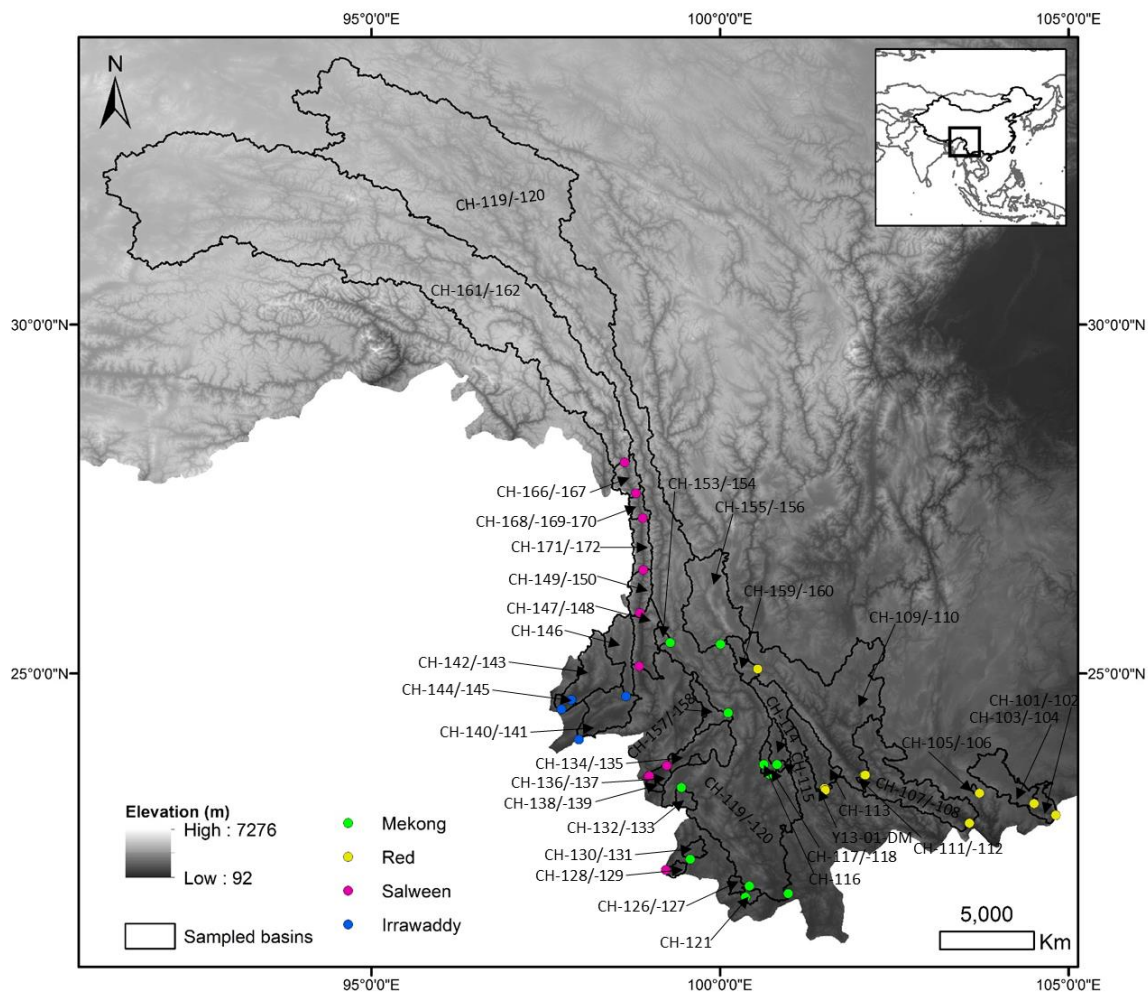 95°0'0"E
100°0'0"E
105°0'0"E
N
CH-119/-120
CH-161/-162
30°0'0"N
30°0'0"N
CH-153/-154
CH-166/-167
CH-155/-156
CH-168/-169-170
CH-171/-172
CH-149/-150
CH-159/-160
CH-147/-148
CH-109/-110
CH-146
CH-142/-143
25°0'0"N
25°0'0"N
CH-144/-145
CH-101/-102
CH-103/-104
CH-157/-158
CH-114
CH-105/-106
CH-140/-141
CH-134/-135
CH-115
CH-136/-137
CH-138/-139
CH-107/-108
CH-113
CH-119/-120
CH-132/-133
Y13-01-DM
CH-111/-112
CH-117/-118
CH-130/-131
CH-116
CH-128/-129
CH-126/-127
CH-121
Elevation (m)
High : 7276
Low : 92
Sampled basins
Mekong
Red
Salween
Irrawaddy
5,000
Km
95°0'0"E
100°0'0"E
105°0'0"E